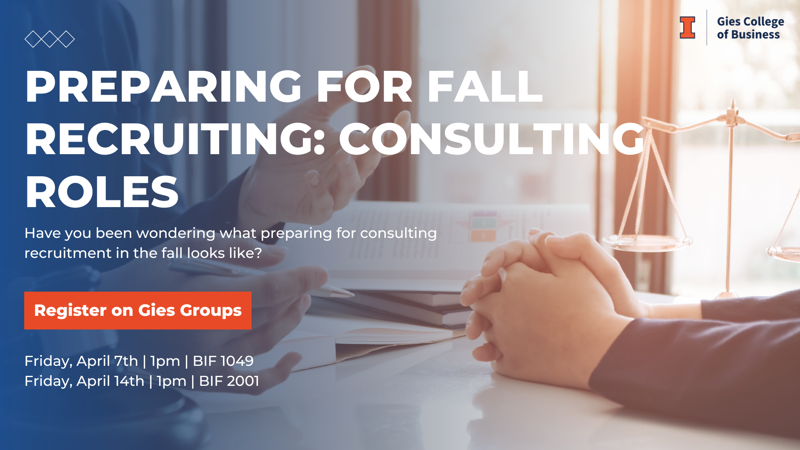 Gies College
of Business
PREPARING FOR FALL
RECRUITING: CONSULTING
ROLES
Have you been wondering what preparing for consulting
recruitment in the fall looks like?
Register on Gies Groups
Friday, April 7th | 1pm | BIF 1049
Friday, April 14th | 1pm | BIF 2001